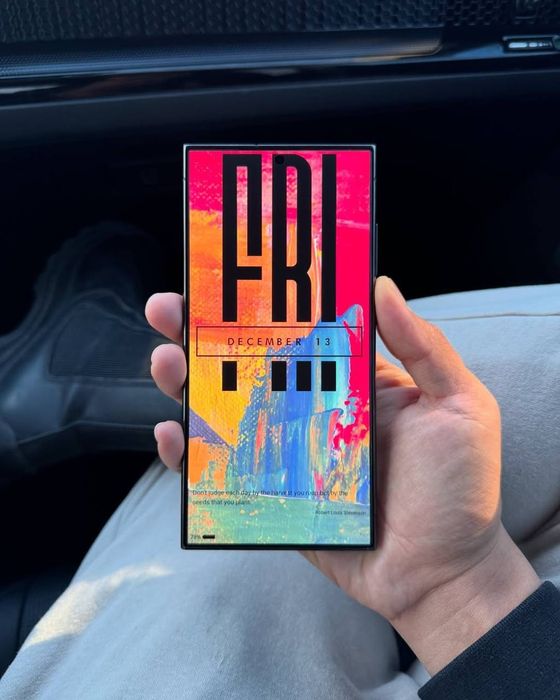 FRI
DECEMBER 13
Don't judge each day by the harvest you reap but by the
seeds that you plant.
Robert Louis Stevenson
78%